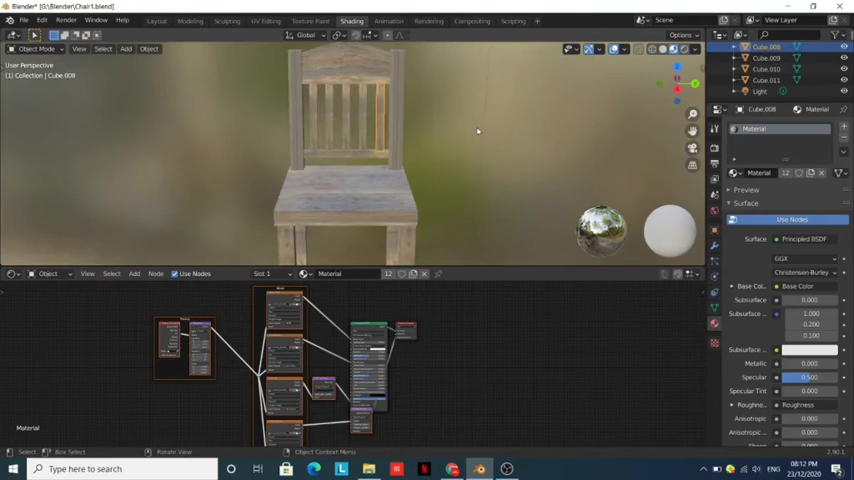 Blender* [G:\Blender\Chair1.blend]
File Edit Render Window Help Layout Modeling Sculpting UV Editing Texture Paint Shading Animation Rendering Compositing Scripting Scene View Layer
Global Options
Object Mode View Select Add Object
User Perspective
(1) Collection | Cube.008
Cube.008
Cube.009
Cube.010
Cube.011
Light
Cube.008 Material
Material
Material 12
Preview
Surface
Use Nodes
Surface Principled BSDF
GGX
Christensen-Burley
Base Col.. Base Color
Subsurface 0.000
Subsurface .. 1.000
0.200
0.100
Subsurface ..
Metallic 0.000
Specular 0.500
Specular Tint 0.000
Roughne.. Roughness
Anisotropic 0.000
Anisotropic .. 0.000
Object View Select Add Node Use Nodes Slot 1 Material 12
Material
Select Box Select Rotate View Object Context Menu 2.90.1
Type here to search
ENG
08:12 PM
23/12/2020